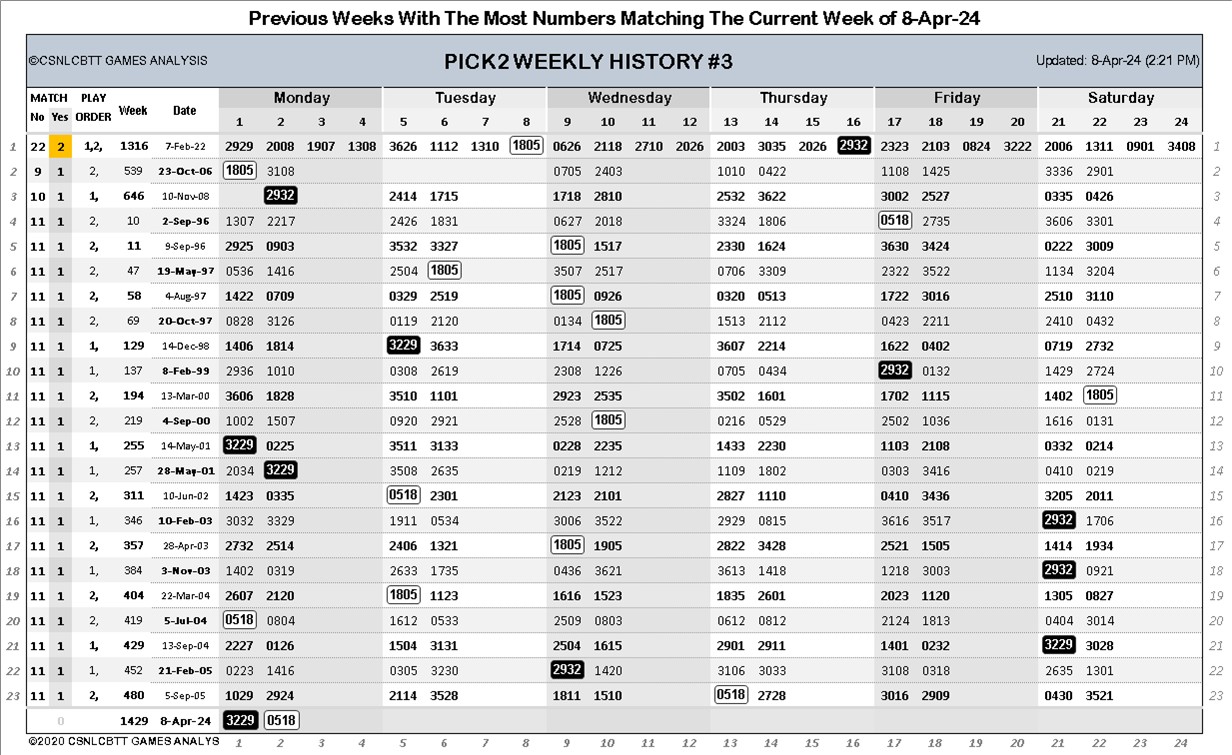 Previous Weeks With The Most Numbers Matching The Current Week of 8-Apr-24
©CSNLCBTT GAMES ANALYSIS PICK2 WEEKLY HISTORY #3 Updated: 8-Apr-24 (2:21 PM)
MATCH PLAY Week Date Monday Tuesday Wednesday Thursday Friday Saturday
No Yes ORDER 1 2 3 4 5 6 7 8 9 10 11 12 13 14 15 16 17 18 19 20 21 22 23 24
1 22 2 1,2, 1316 7-Feb-22 2929 2008 1907 1308 3626 1112 1310 1805 0626 2118 2710 2026 2003 3035 2026 2932 2323 2103 0824 3222 2006 1311 0901 3408 1
2 9 1 2, 539 23-Oct-06 1805 3108 0705 2403 1010 0422 1108 1425 3336 2901 2
3 10 1 1, 646 10-Nov-08 2932 2414 1715 1718 2810 2532 3622 3002 2527 0335 0426 3
4 11 1 2, 10 2-Sep-96 1307 2217 2426 1831 0627 2018 3324 1806 0518 2735 3606 3301 4
5 11 1 2, 11 9-Sep-96 2925 0903 3532 3327 1805 1517 2330 1624 3630 3424 0222 3009 5
6 11 1 2, 47 19-May-97 0536 1416 2504 1805 3507 2517 0706 3309 2322 3522 1134 3204 6
7 11 1 2, 58 4-Aug-97 1422 0709 0329 2519 1805 0926 0320 0513 1722 3016 2510 3110 7
8 11 1 2, 69 20-Oct-97 0828 3126 0119 2120 0134 1805 1513 2112 0423 2211 2410 0432 8
9 11 1 1, 129 14-Dec-98 1406 1814 3229 3633 1714 0725 3607 2214 1622 0402 0719 2732 9
10 11 1 1, 137 8-Feb-99 2936 1010 0308 2619 2308 1226 0705 0434 2932 0132 1429 2724 10
11 11 1 2, 194 13-Mar-00 3606 1828 3510 1101 2923 2535 3502 1601 1702 1115 1402 1805 11
12 11 1 2, 219 4-Sep-00 1002 1507 0920 2921 2528 1805 0216 0529 2502 1036 1616 0131 12
13 11 1 1, 255 14-May-01 3229 0225 3511 3133 0228 2235 1433 2230 1103 2108 0332 0214 13
14 11 1 1, 257 28-May-01 2034 3229 3508 2635 0219 1212 1109 1802 0303 3416 0410 0219 14
15 11 1 2, 311 10-Jun-02 1423 0335 0518 2301 2123 2101 2827 1110 0410 3436 3205 2011 15
16 11 1 1, 346 10-Feb-03 3032 3329 1911 0534 3006 3522 2929 0815 3616 3517 2932 1706 16
17 11 1 2, 357 28-Apr-03 2732 2514 2406 1321 1805 1905 2822 3428 2521 1505 1414 1934 17
18 11 1 1, 384 3-Nov-03 1402 0319 2633 1735 0436 3621 3613 1418 1218 3003 2932 0921 18
19 11 1 2, 404 22-Mar-04 2607 2120 1805 1123 1616 1523 1835 2601 2023 1120 1305 0827 19
20 11 1 2, 419 5-Jul-04 0518 0804 1612 0533 2509 0803 0612 0812 2124 1813 0404 3014 20
21 11 1 1, 429 13-Sep-04 2227 0126 1504 3131 2504 1615 2901 2911 1401 0232 3229 3028 21
22 11 1 1, 452 21-Feb-05 0223 1416 0305 3230 2932 1420 3106 3033 3108 0318 2635 1301 22
23 11 1 2, 480 5-Sep-05 1029 2924 2114 3528 1811 1510 0518 2728 3016 2909 0430 3521 23
0 1429 8-Apr-24 3229 0518
©2020 CSNLCBTT GAMES ANALYS 1 2 3 4 5 6 7 8 9 10 11 12 13 14 15 16 17 18 19 20 21 22 23 24